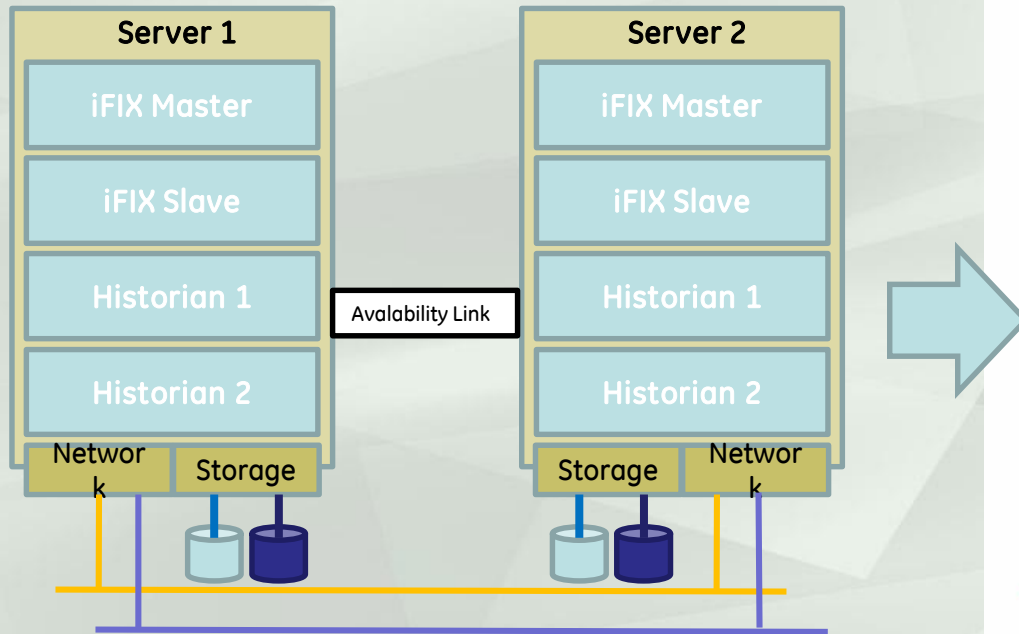 Server 1
iFIX Master
iFIX Slave
Historian 1
Historian 2
Networ
k
Storage
Avalability Link
Server 2
iFIX Master
iFIX Slave
Historian 1
Historian 2
Storage
Networ
k